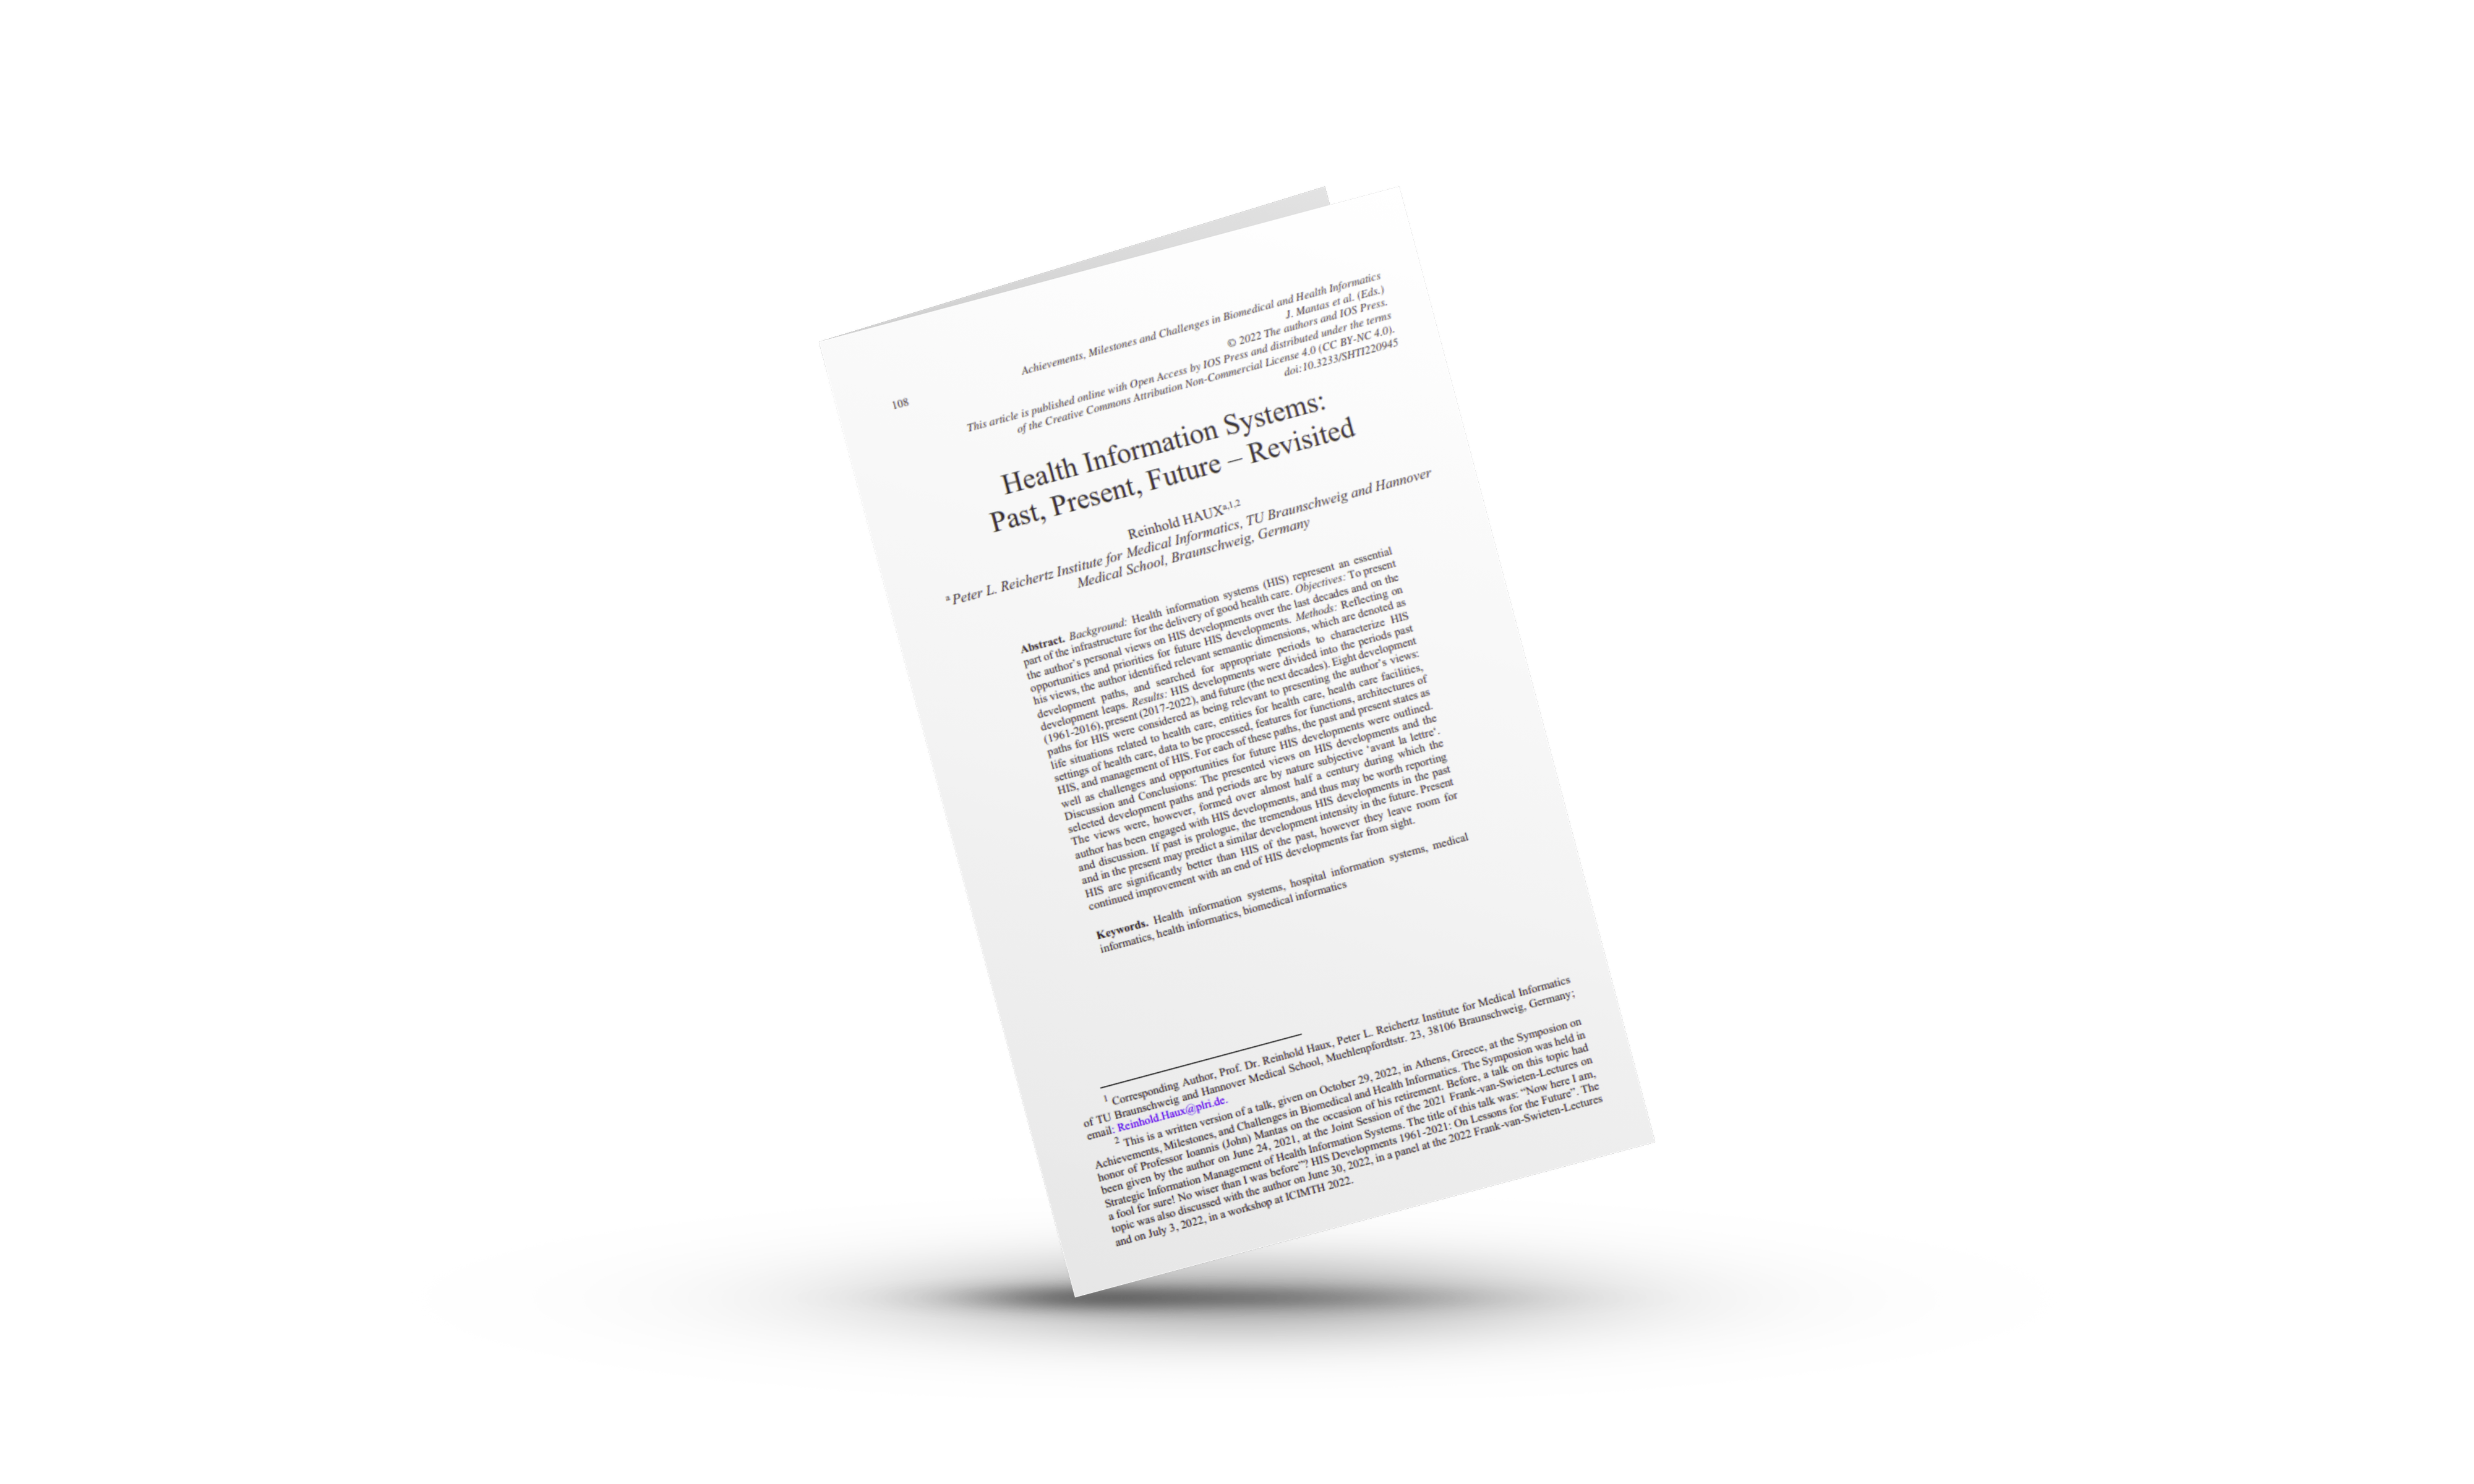 108
Achievements, Milestones and Challenges in Biomedical and Health Informatics
J. Mantas et al. (Eds.)
© 2022 The authors and IOS Press.
This article is published online with Open Access by IOS Press and distributed under the terms
of the Creative Commons Attribution Non-Commercial License 4.0 (CC BY-NC 4.0).
doi:10.3233/SHTI220945
Health Information Systems:
Past, Present, Future – Revisited
Reinhold HAUXa,1,2
a Peter L. Reichertz Institute for Medical Informatics, TU Braunschweig and Hannover
Medical School, Braunschweig, Germany
Abstract. Background: Health information systems (HIS) represent an essential
part of the infrastructure for the delivery of good health care. Objectives: To present
the author's personal views on HIS developments over the last decades and on the
opportunities and priorities for future HIS developments. Methods: Reflecting on
his views, the author identified relevant semantic dimensions, which are denoted as
development paths, and searched for appropriate periods to characterize HIS
development leaps. Results: HIS developments were divided into the periods past
(1961-2016), present (2017-2022), and future (the next decades). Eight development
paths for HIS were considered as being relevant to presenting the author's views:
life situations related to health care, entities for health care, health care facilities,
settings of health care, data to be processed, features for functions, architectures of
HIS, and management of HIS. For each of these paths, the past and present states as
well as challenges and opportunities for future HIS developments were outlined.
Discussion and Conclusions: The presented views on HIS developments and the
selected development paths and periods are by nature subjective 'avant la lettre'.
The views were, however, formed over almost half a century during which the
author has been engaged with HIS developments, and thus may be worth reporting
and discussion. If past is prologue, the tremendous HIS developments in the past
and in the present may predict a similar development intensity in the future. Present
HIS are significantly better than HIS of the past, however they leave room for
continued improvement with an end of HIS developments far from sight.
Keywords. Health information systems, hospital information systems, medical
informatics, health informatics, biomedical informatics
1 Corresponding Author, Prof. Dr. Reinhold Haux, Peter L. Reichertz Institute for Medical Informatics
of TU Braunschweig and Hannover Medical School, Muehlenpfordtstr. 23, 38106 Braunschweig, Germany;
email: Reinhold.Haux@plri.de.
2 This is a written version of a talk, given on October 29, 2022, in Athens, Greece, at the Symposion on
Achievements, Milestones, and Challenges in Biomedical and Health Informatics. The Symposion was held in
honor of Professor Ioannis (John) Mantas on the occasion of his retirement. Before, a talk on this topic had
been given by the author on June 24, 2021, at the Joint Session of the 2021 Frank-van-Swieten-Lectures on
Strategic Information Management of Health Information Systems. The title of this talk was: "Now here I am,
a fool for sure! No wiser than I was before"? HIS Developments 1961-2021: On Lessons for the Future". The
topic was also discussed with the author on June 30, 2022, in a panel at the 2022 Frank-van-Swieten-Lectures
and on July 3, 2022, in a workshop at ICIMTH 2022.